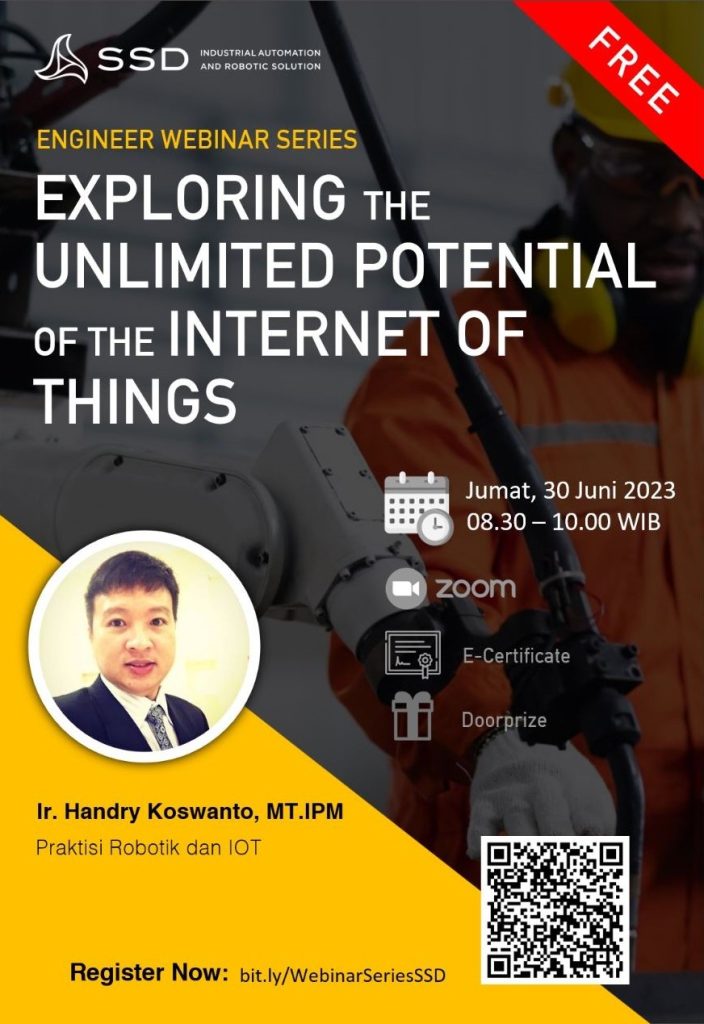 SSD
INDUSTRIAL AUTOMATION
AND ROBOTIC SOLUTION
FREE
ENGINEER WEBINAR SERIES
EXPLORING THE
UNLIMITED POTENTIAL
OF THE INTERNET OF
THINGS
Jumat, 30 Juni 2023
08.30 – 10.00 WIB
zoom
E-Certificate
Doorprize
Ir. Handry Koswanto, MT.IPM
Praktisi Robotik dan IOT
Register Now: bit.ly/WebinarSeriesSSD